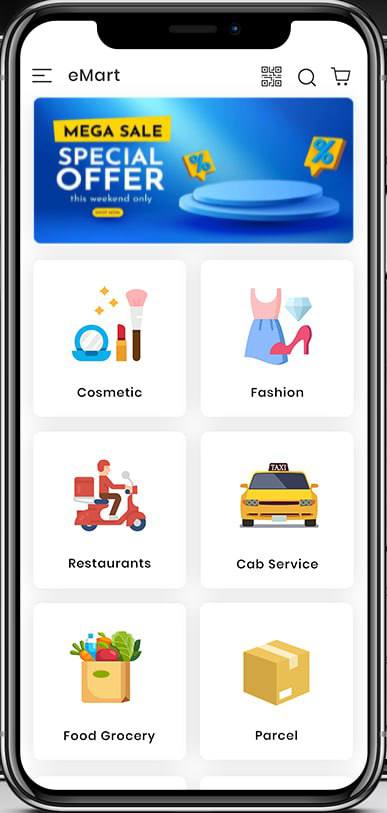 eMart
MEGA SALE
SPECIAL
OFFER
this weekend only
SHOP NOW
Cosmetic
Fashion
TAXI
Restaurants
Cab Service
Food Grocery
Parcel